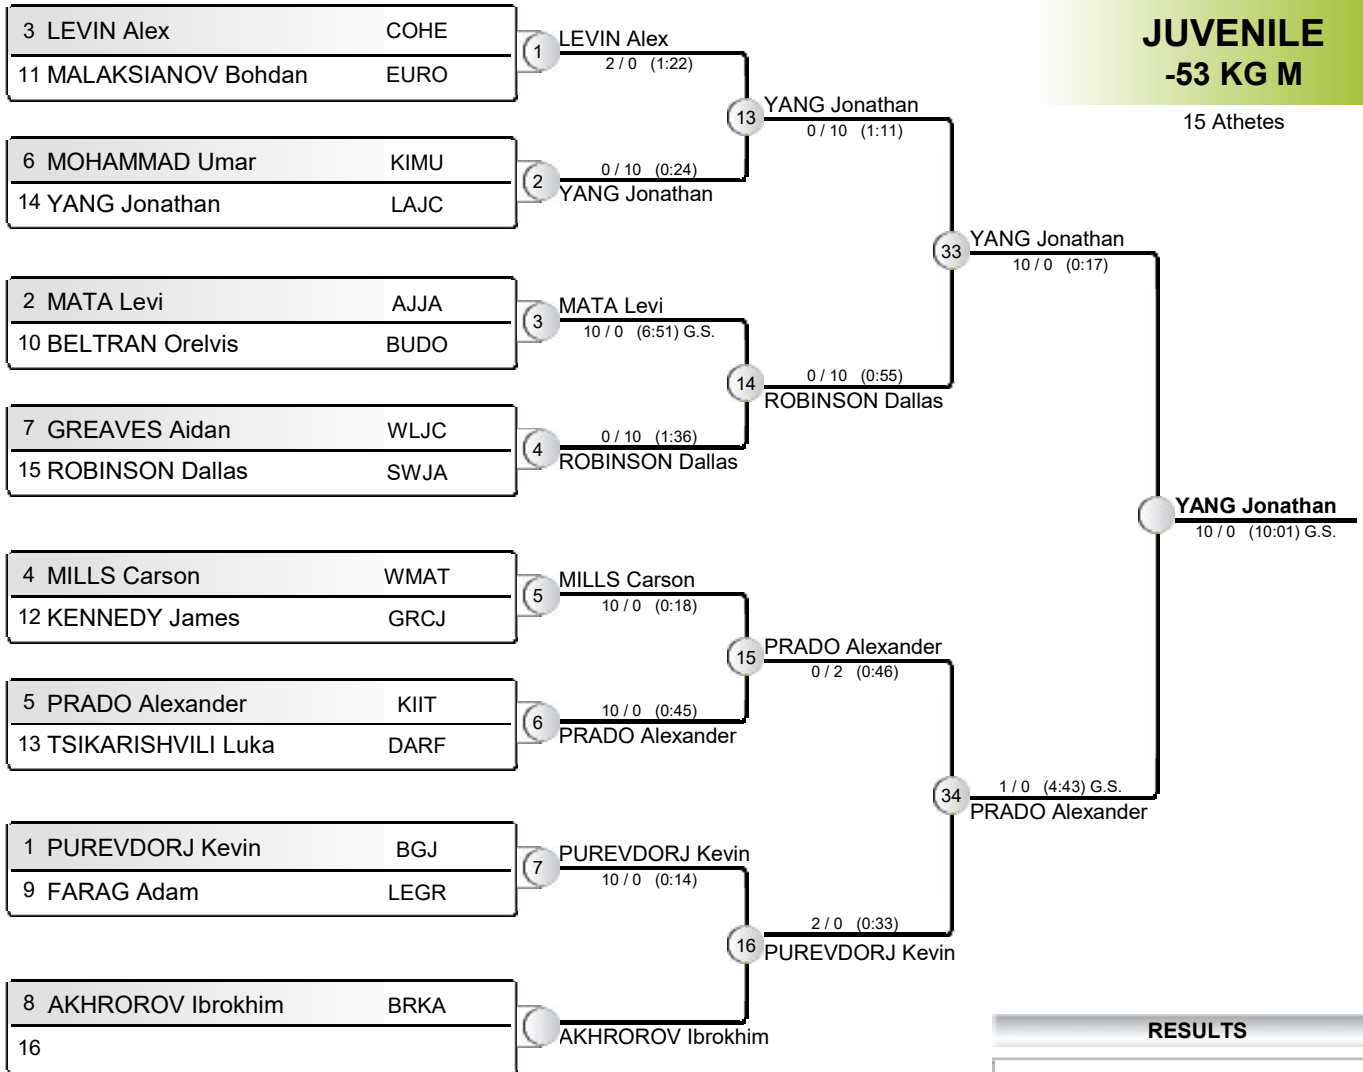 JUVENILE
-53 KG M
15 Athetes
3 LEVIN Alex COHE
11 MALAKSIANOV Bohdan EURO
1
LEVIN Alex
2 / 0 (1:22)
6 MOHAMMAD Umar KIMU
14 YANG Jonathan LAJC
2
0 / 10 (0:24)
YANG Jonathan
13
YANG Jonathan
0 / 10 (1:11)
2 MATA Levi AJJA
10 BELTRAN Orelvis BUDO
3
MATA Levi
10 / 0 (6:51) G.S.
7 GREAVES Aidan WLJC
15 ROBINSON Dallas SWJA
4
0 / 10 (1:36)
ROBINSON Dallas
14
0 / 10 (0:55)
ROBINSON Dallas
33
YANG Jonathan
10 / 0 (0:17)
4 MILLS Carson WMAT
12 KENNEDY James GRCJ
5
MILLS Carson
10 / 0 (0:18)
5 PRADO Alexander KIIT
13 TSIKARISHVILI Luka DARF
6
10 / 0 (0:45)
PRADO Alexander
15
PRADO Alexander
0 / 2 (0:46)
1 PUREVDORJ Kevin BGJ
9 FARAG Adam LEGR
7
PUREVDORJ Kevin
10 / 0 (0:14)
8 AKHROROV Ibrokhim BRKA
16
AKHROROV Ibrokhim
16
2 / 0 (0:33)
PUREVDORJ Kevin
34
1 / 0 (4:43) G.S.
PRADO Alexander
YANG Jonathan
10 / 0 (10:01) G.S.
RESULTS